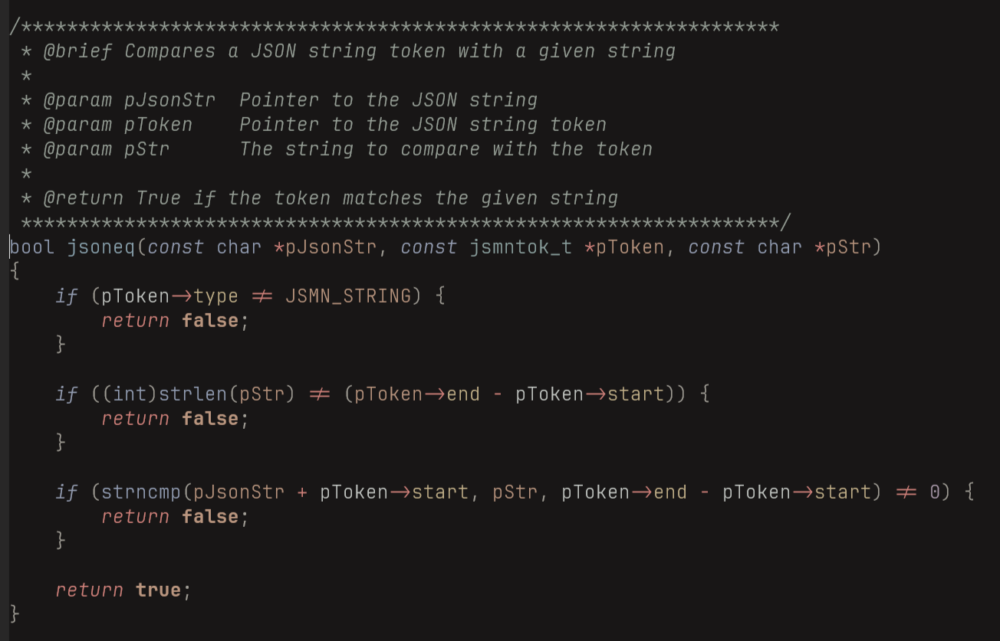 /******************************************************************
 * @brief Compares a JSON string token with a given string
 *
 * @param pJsonStr  Pointer to the JSON string
 * @param pToken    Pointer to the JSON string token
 * @param pStr      The string to compare with the token
 *
 * @return True if the token matches the given string
 ******************************************************************/
bool jsoneq(const char *pJsonStr, const jsmntok_t *pToken, const char *pStr)
{
    if (pToken->type != JSMN_STRING) {
        return false;
    }

    if ((int)strlen(pStr) != (pToken->end - pToken->start)) {
        return false;
    }

    if (strncmp(pJsonStr + pToken->start, pStr, pToken->end - pToken->start) != 0) {
        return false;
    }

    return true;
}